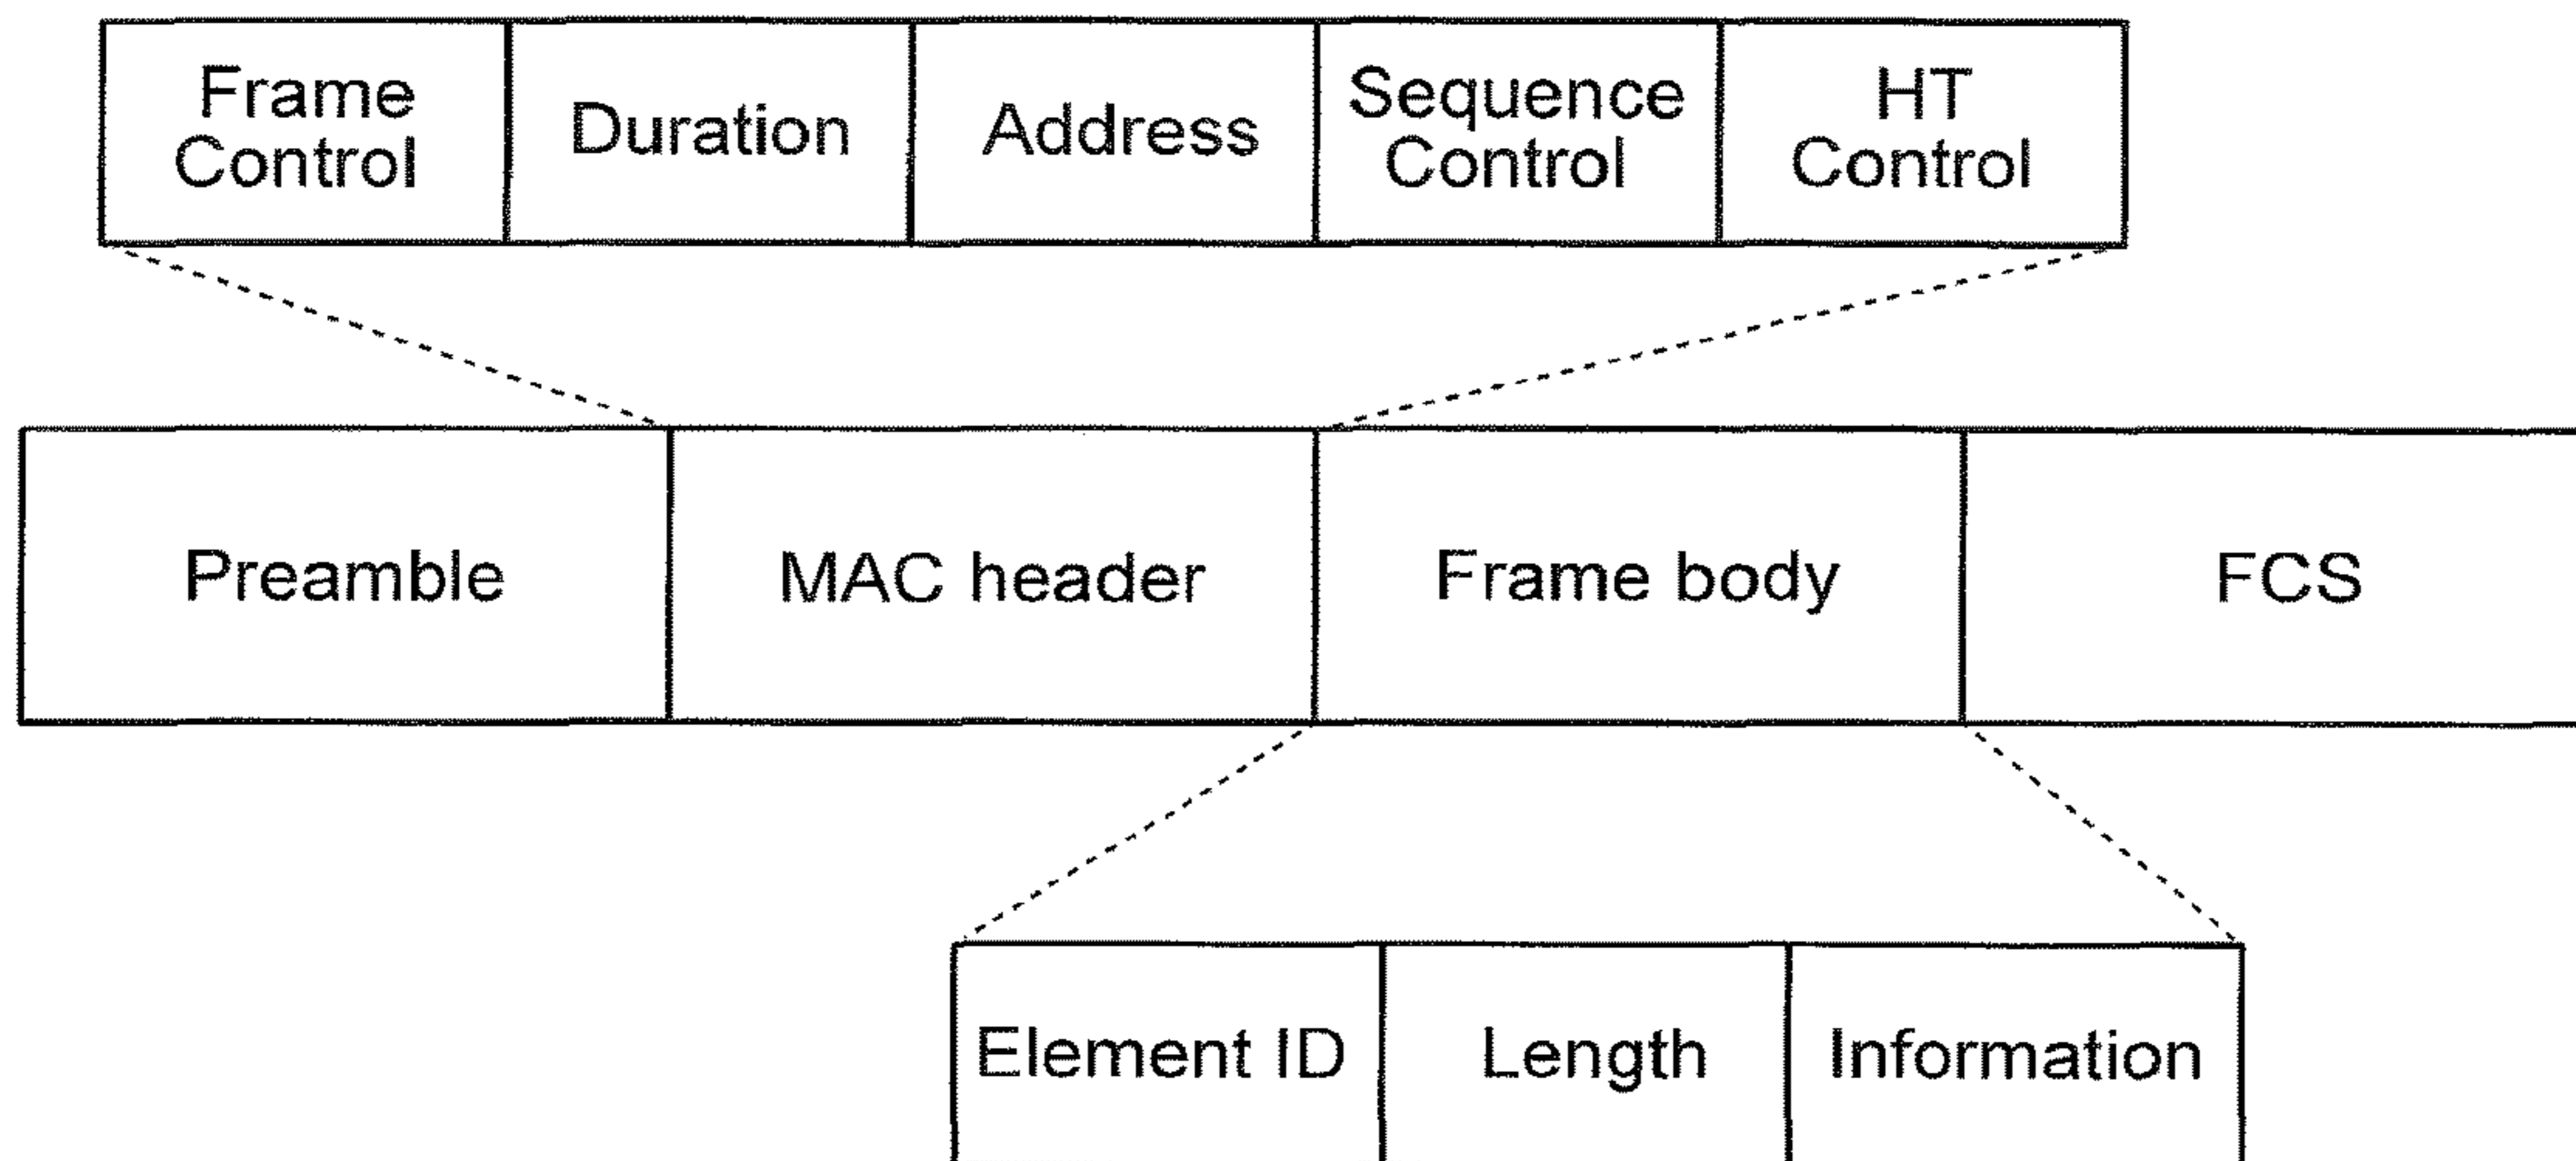 Frame
Control
Duration
Address
Sequence
Control
HT
Control
Preamble
MAC header
Frame body
FCS
Element ID
Length
Information